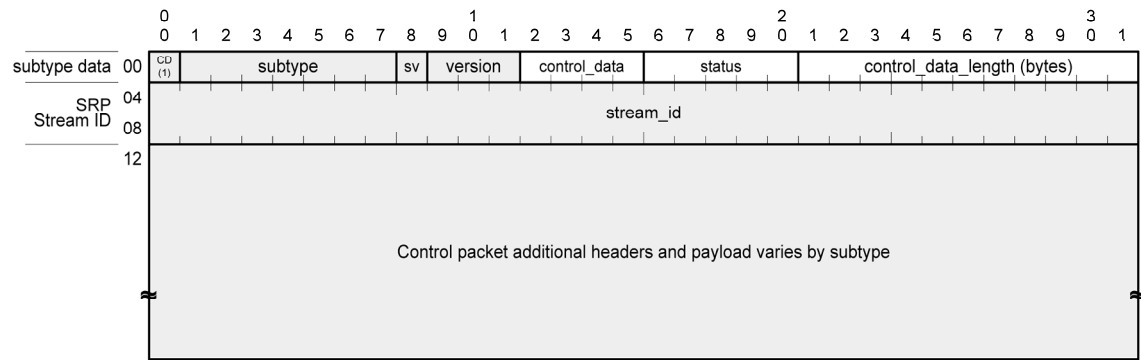 0 1 2 3
0 1 2 3 4 5 6 7 8 9 0 1 2 3 4 5 6 7 8 9 0 1 2 3 4 5 6 7 8 9 0 1
subtype data 00 CD (1) subtype sv version control_data status control_data_length (bytes)
SRP Stream ID 04 08 stream_id
12
Control packet additional headers and payload varies by subtype